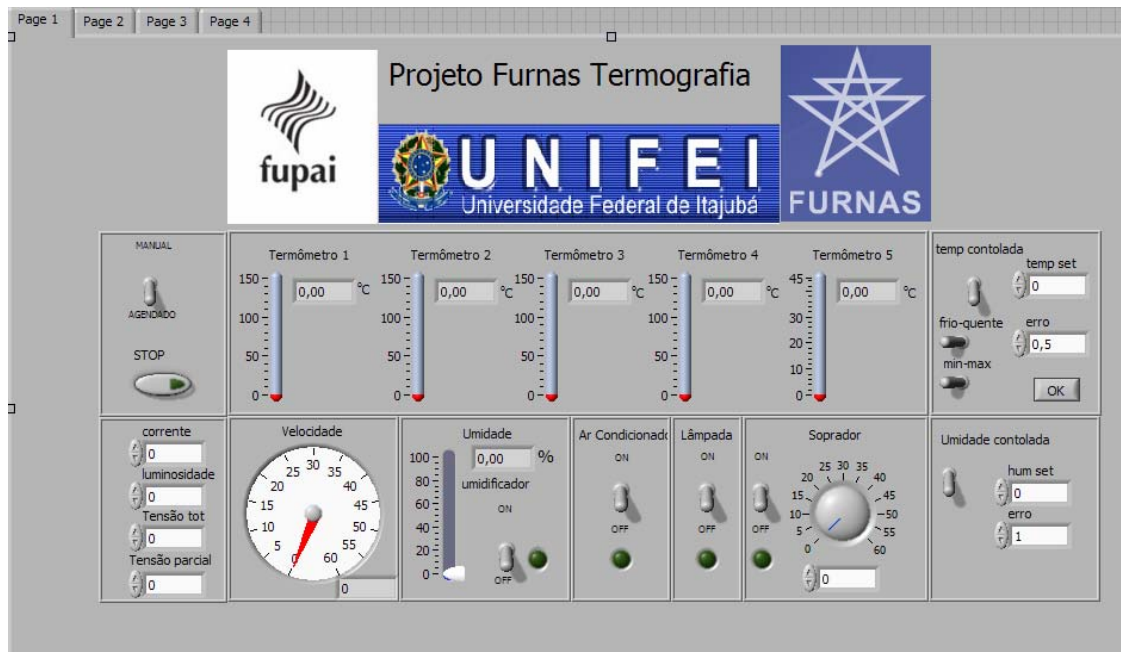 Page 1 Page 2 Page 3 Page 4
Projeto Furnas Termografia
fupai
UNIFEI
Universidade Federal de Itajubá
FURNAS
MANUAL
AGENDADO
STOP
Termômetro 1
150
100
50
0
0,00 °C
Termômetro 2
150
100
50
0
0,00 °C
Termômetro 3
150
100
50
0
0,00 °C
Termômetro 4
150
100
50
0
0,00 °C
Termômetro 5
45
30
20
10
0
0,00 °C
temp contolada
temp set
0
frio-quente
erro
0,5
min-max
OK
corrente
0
luminosidade
0
Tensão tot
0
Tensão parcial
0
Velocidade
0 5 10 15 20 25 30 35 40 45 50 55 60
0
Umidade
100
80
60
40
20
0
0,00 %
umidificador
ON
OFF
Ar Condicionado
ON
OFF
Lâmpada
ON
OFF
Soprador
ON
OFF
0 5 10 15 20 25 30 35 40 45 50 55 60
0
Umidade contolada
hum set
0
erro
1